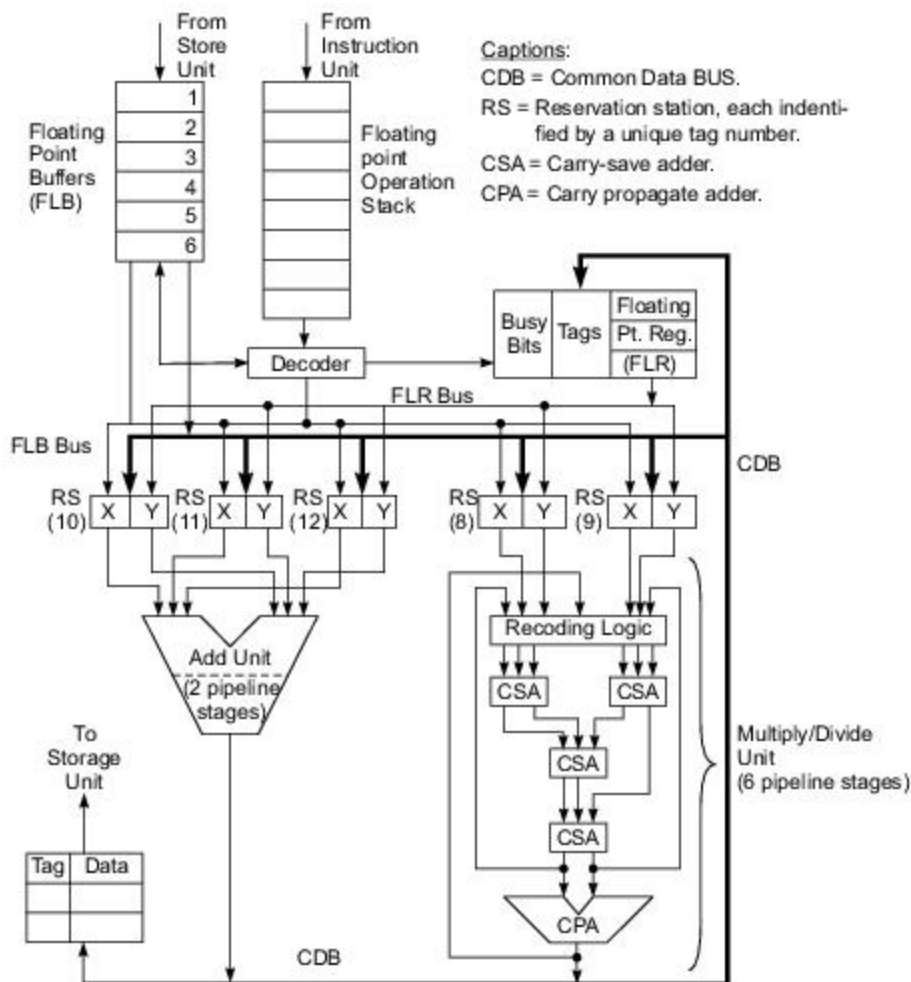 From
Store
Unit
From
Instruction
Unit
Captions:
CDB = Common Data BUS.
RS = Reservation station, each indenti-
fied by a unique tag number.
CSA = Carry-save adder.
CPA = Carry propagate adder.
Floating
Point
Buffers
(FLB)
1
2
3
4
5
6
Floating
point
Operation
Stack
Busy
Bits
Tags
Floating
Pt. Reg.
(FLR)
Decoder
FLR Bus
FLB Bus
CDB
RS
(10)
X
Y
RS
(11)
X
Y
RS
(12)
X
Y
RS
(8)
X
Y
RS
(9)
X
Y
Add Unit
(2 pipeline
stages)
Recoding Logic
CSA
CSA
CSA
CSA
CPA
Multiply/Divide
Unit
(6 pipeline stages)
To
Storage
Unit
Tag
Data
CDB